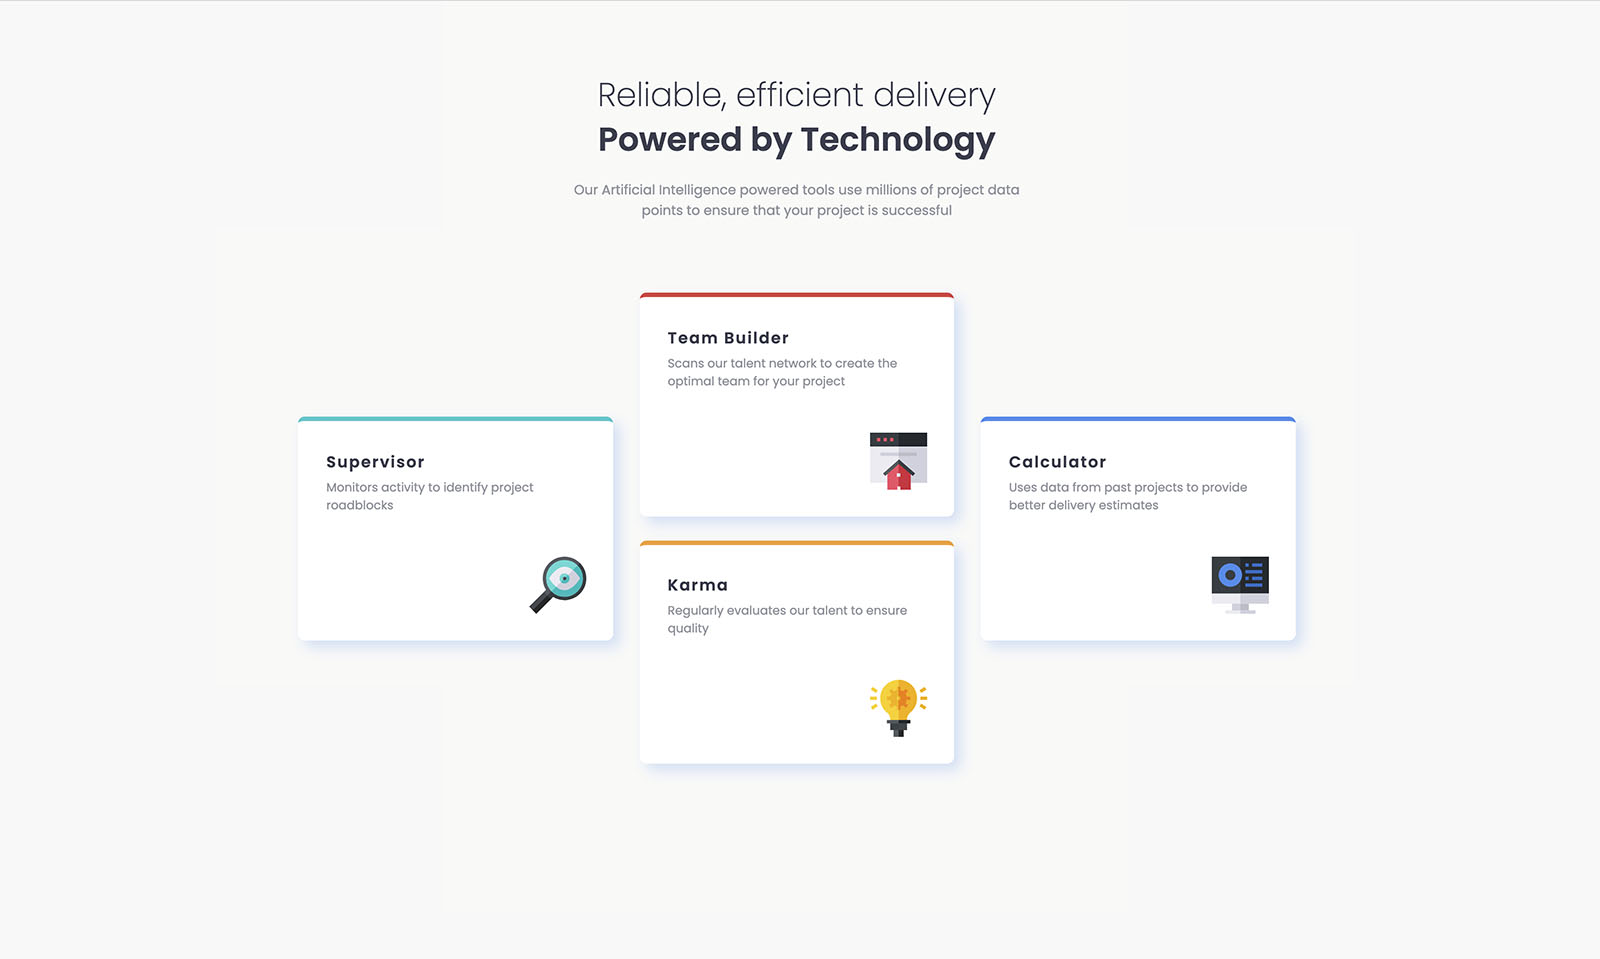 Reliable, efficient delivery
Powered by Technology
Our Artificial Intelligence powered tools use millions of project data
points to ensure that your project is successful
Supervisor
Monitors activity to identify project
roadblocks
Team Builder
Scans our talent network to create the
optimal team for your project
Karma
Regularly evaluates our talent to ensure
quality
Calculator
Uses data from past projects to provide
better delivery estimates